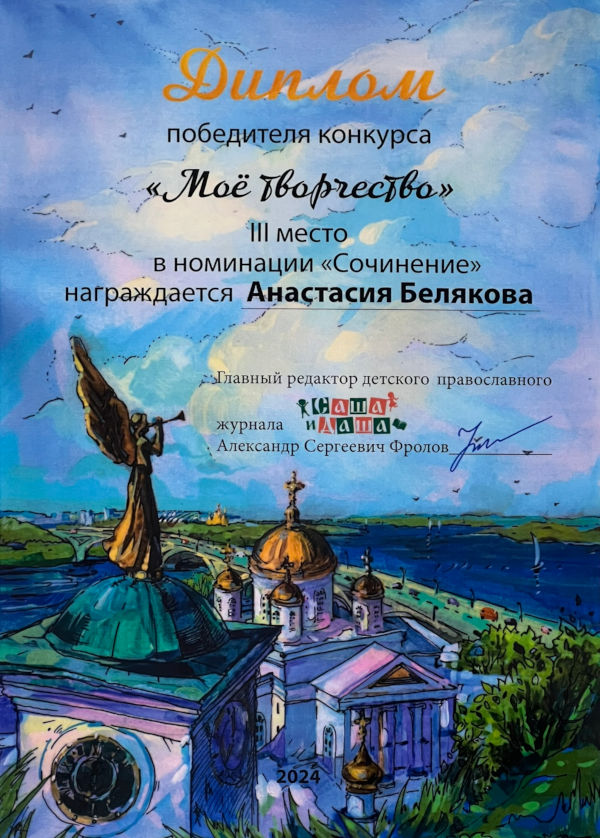 Диплом
победителя конкурса
«Моё творчество»
III место
в номинации «Сочинение»
награждается Анастасия Белякова
Главный редактор детского православного
журнала Саша и Даша
Александр Сергеевич Фролов
2024